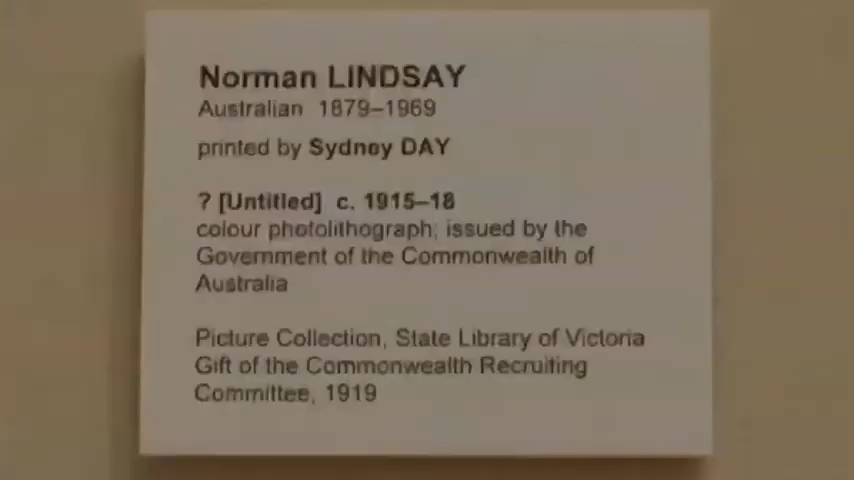 Norman LINDSAY
Australian 1879–1969
printed by Sydney DAY
? [Untitled] c. 1915–18
colour photolithograph; issued by the
Government of the Commonwealth of
Australia
Picture Collection, State Library of Victoria
Gift of the Commonwealth Recruiting
Committee, 1919